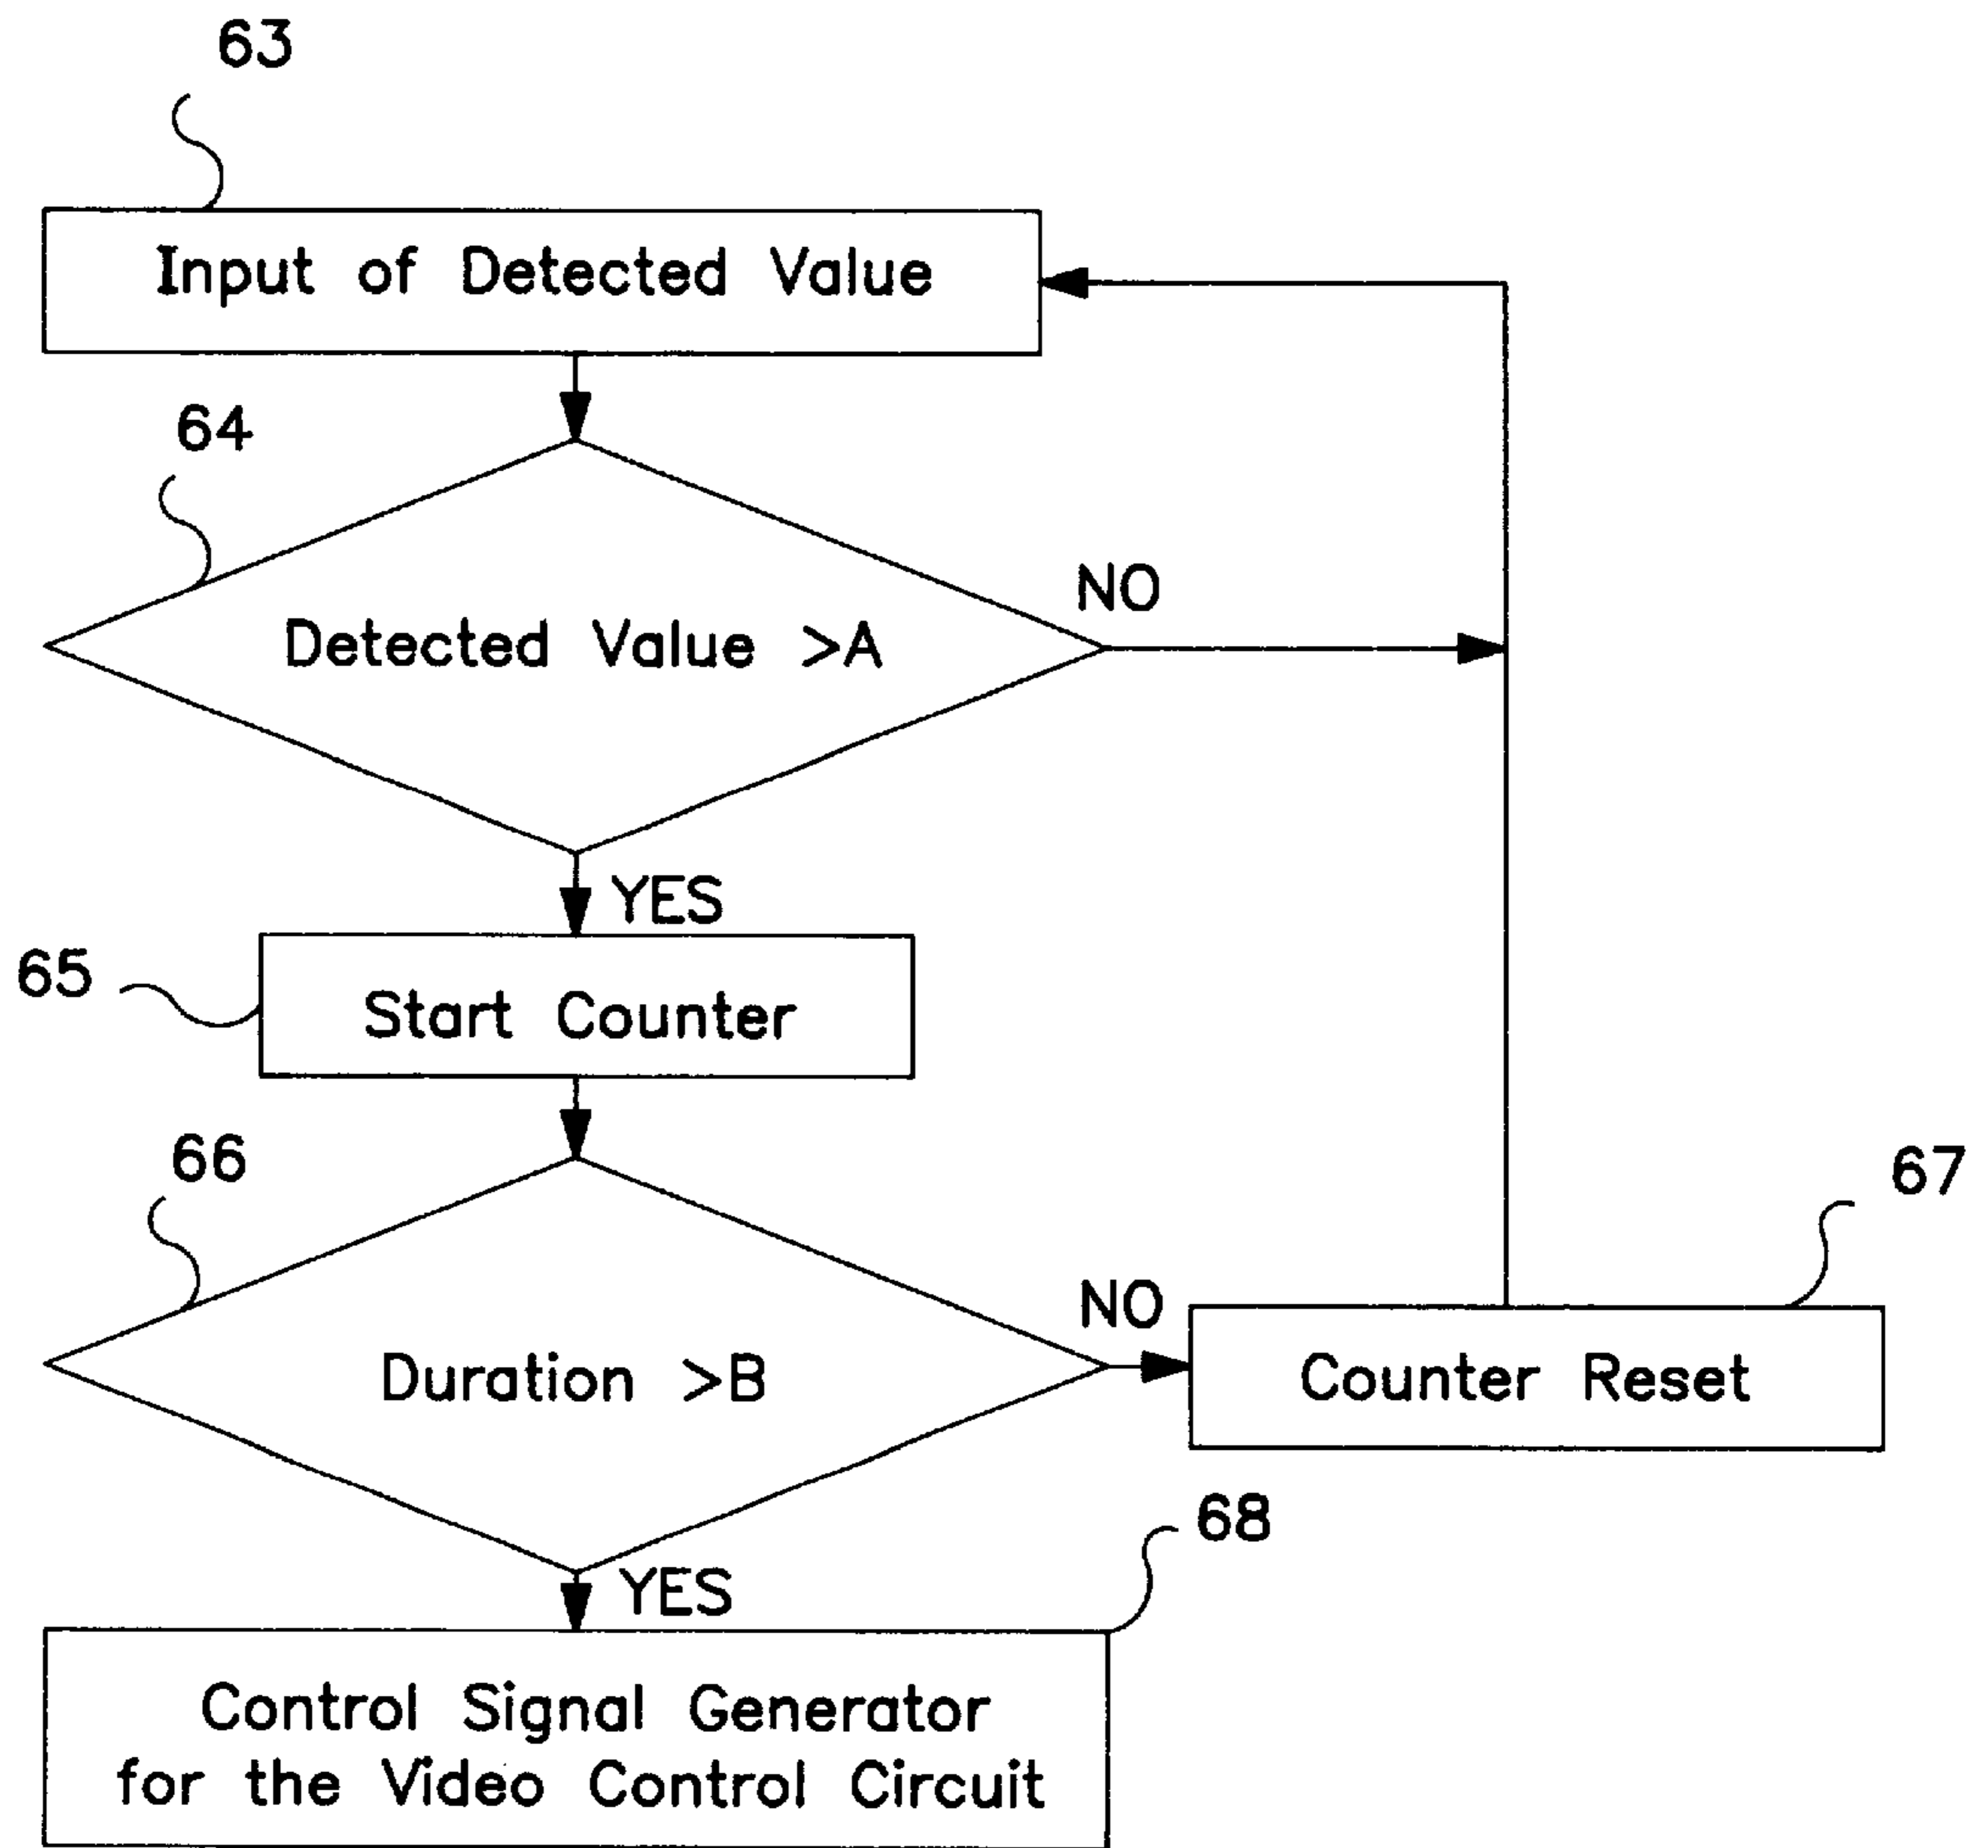 63
Input of Detected Value
64
NO
Detected Value >A
YES
65
Start Counter
66
67
NO
Duration >B
Counter Reset
68
YES
Control Signal Generator
for the Video Control Circuit